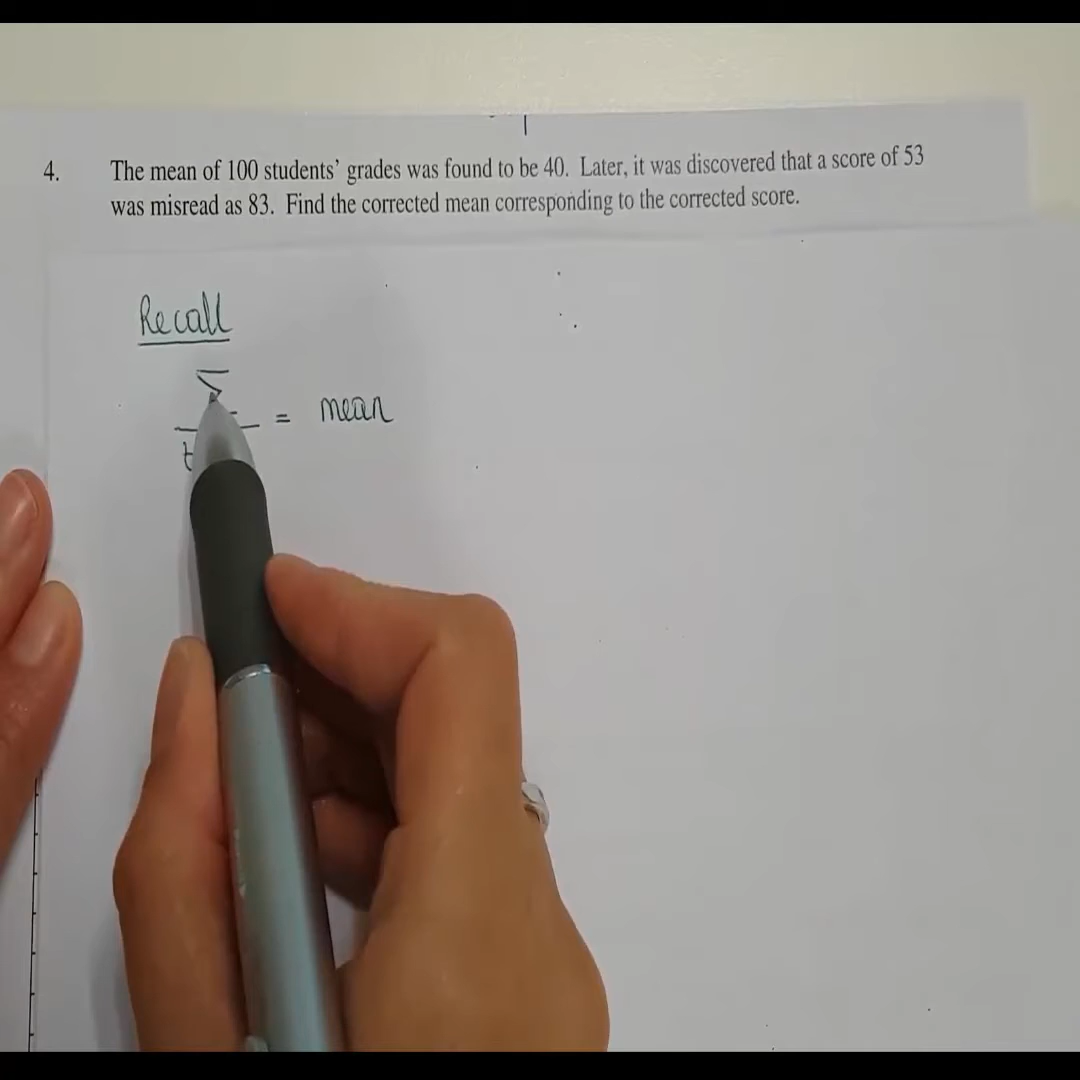 4. The mean of 100 students' grades was found to be 40. Later, it was discovered that a score of 53
was misread as 83. Find the corrected mean corresponding to the corrected score.
Recall
Σ
= mean
t